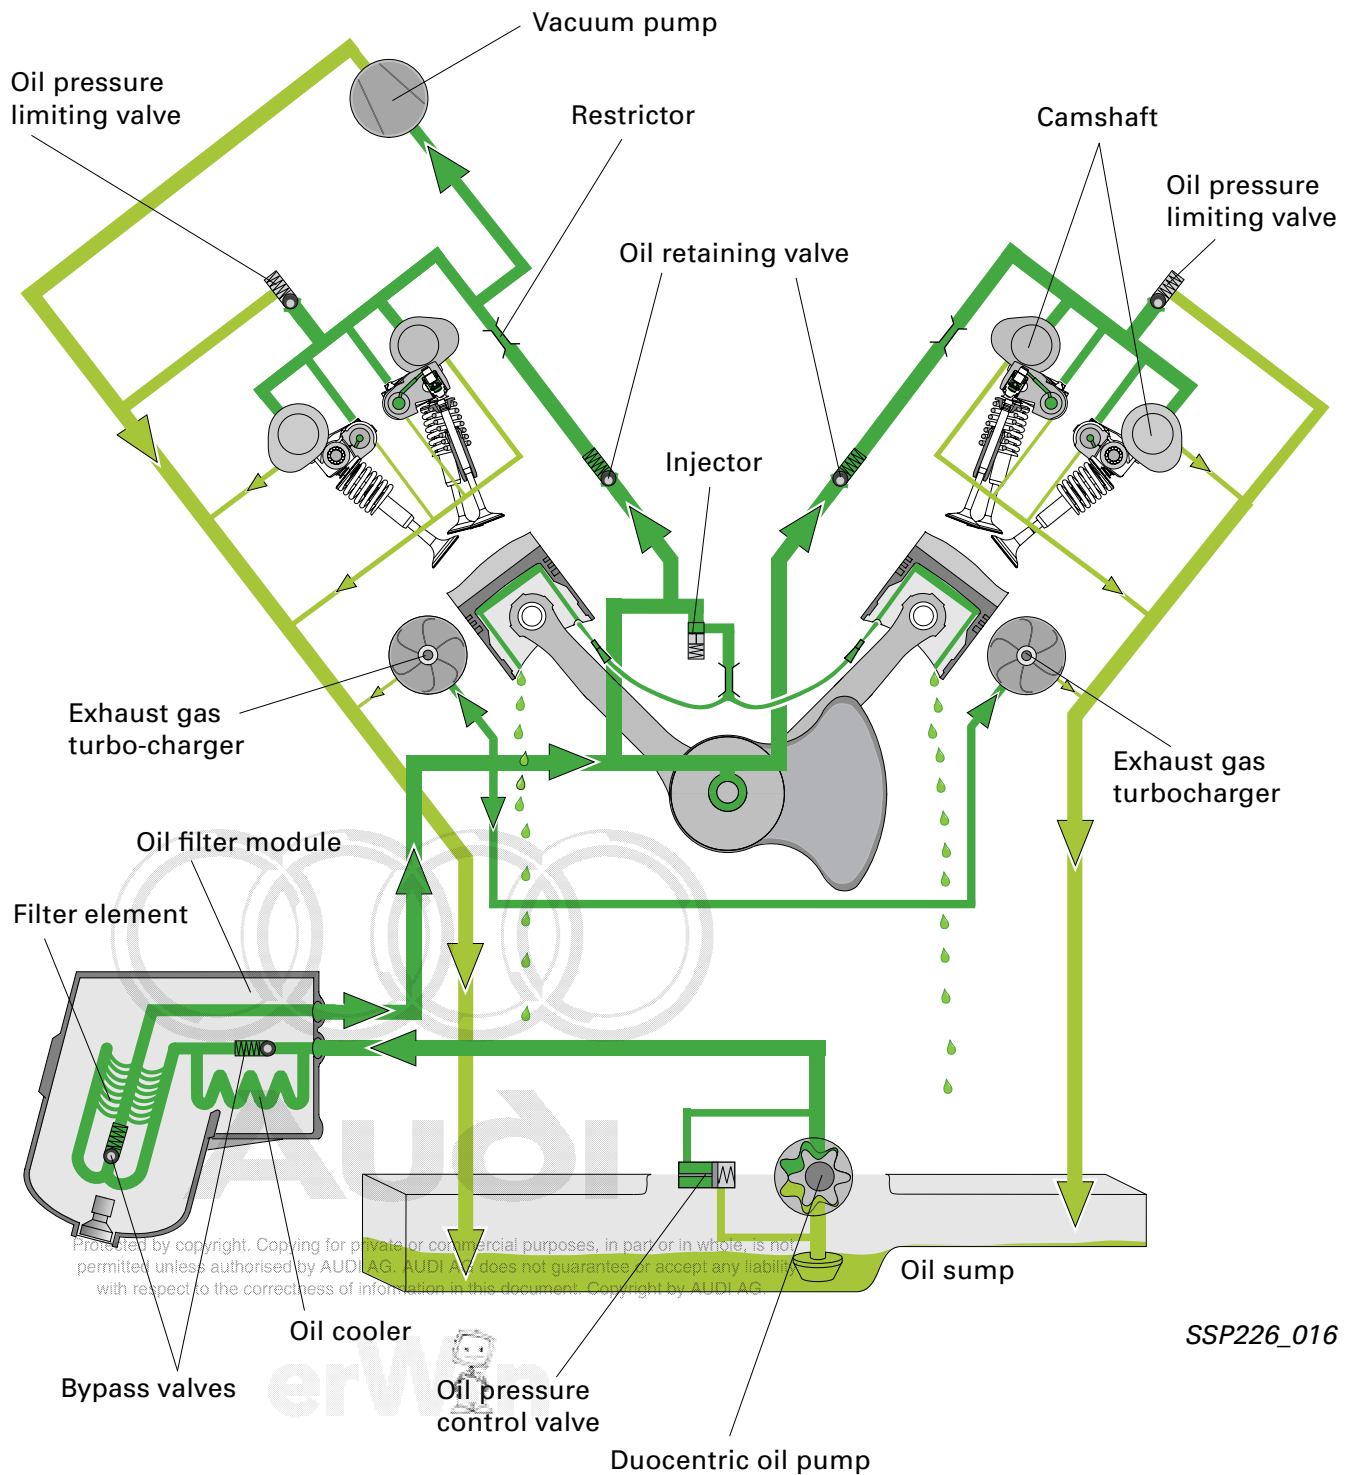 Vacuum pump
Oil pressure
limiting valve
Restrictor
Camshaft
Oil pressure
limiting valve
Oil retaining valve
Injector
Exhaust gas
turbo-charger
Exhaust gas
turbocharger
Oil filter module
Filter element
Audi
Protected by copyright. Copying for private or commercial purposes, in part or in whole, is not
permitted unless authorised by AUDI AG. AUDI AG does not guarantee or accept any liability
with respect to the correctness of information in this document. Copyright by AUDI AG.
Oil sump
Oil cooler
SSP226_016
erWin
Bypass valves
Oil pressure
control valve
Duocentric oil pump